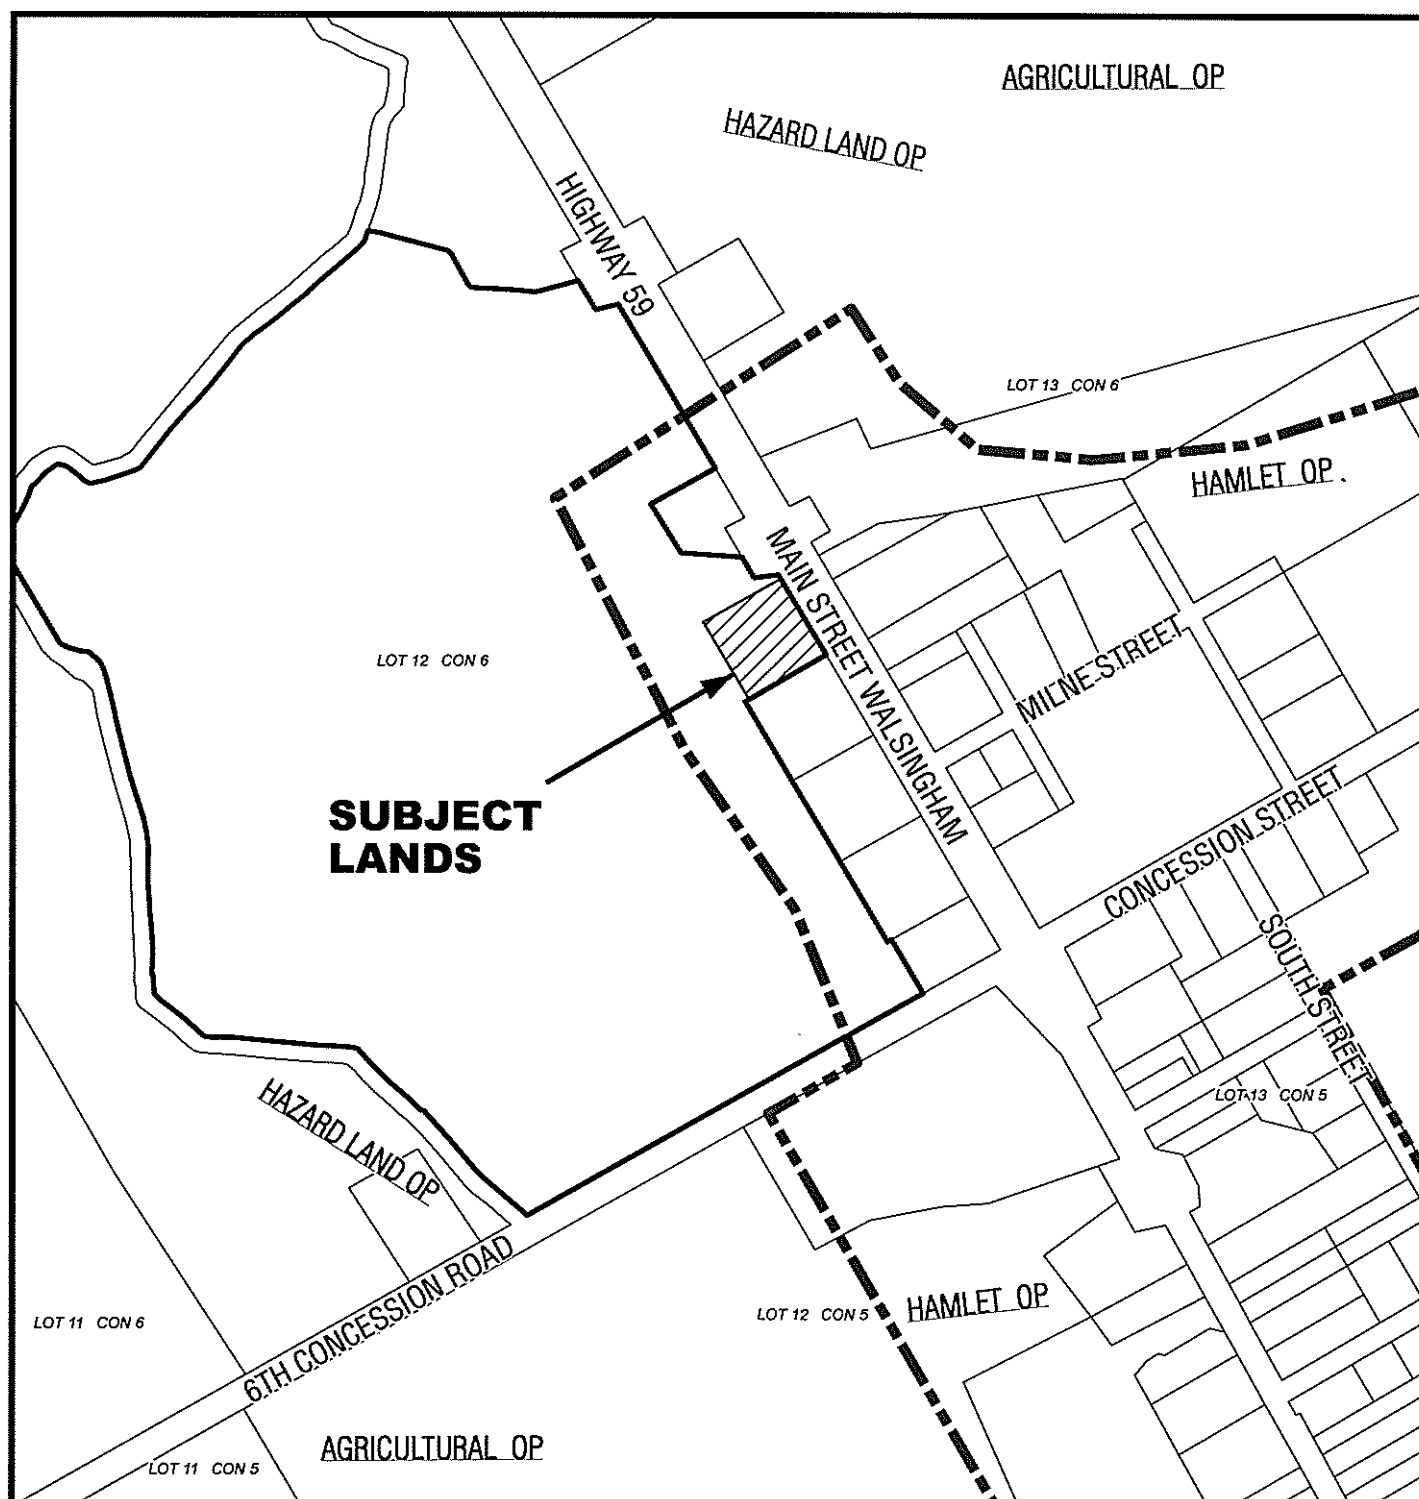 AGRICULTURAL OP
HAZARD LAND OP
HIGHWAY 59
LOT 13 CON 6
HAMLET OP
MAIN STREET WALSINGHAM
LOT 12 CON 6
MILNE STREET
SUBJECT
LANDS
CONCESSION STREET
SOUTH STREET
HAZARD LAND OP
LOT 13 CON 5
6TH CONCESSION ROAD
LOT 12 CON 5
HAMLET OP
LOT 11 CON 6
AGRICULTURAL OP
LOT 11 CON 5